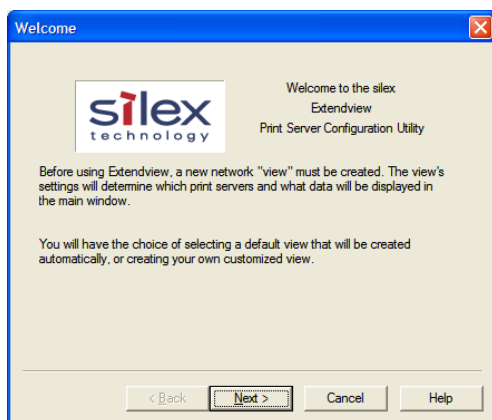 Welcome
silex
technology
Welcome to the silex
Extendview
Print Server Configuration Utility
Before using Extendview, a new network "view" must be created. The view's
settings will determine which print servers and what data will be displayed in
the main window.
You will have the choice of selecting a default view that will be created
automatically, or creating your own customized view.
< Back
Next >
Cancel
Help